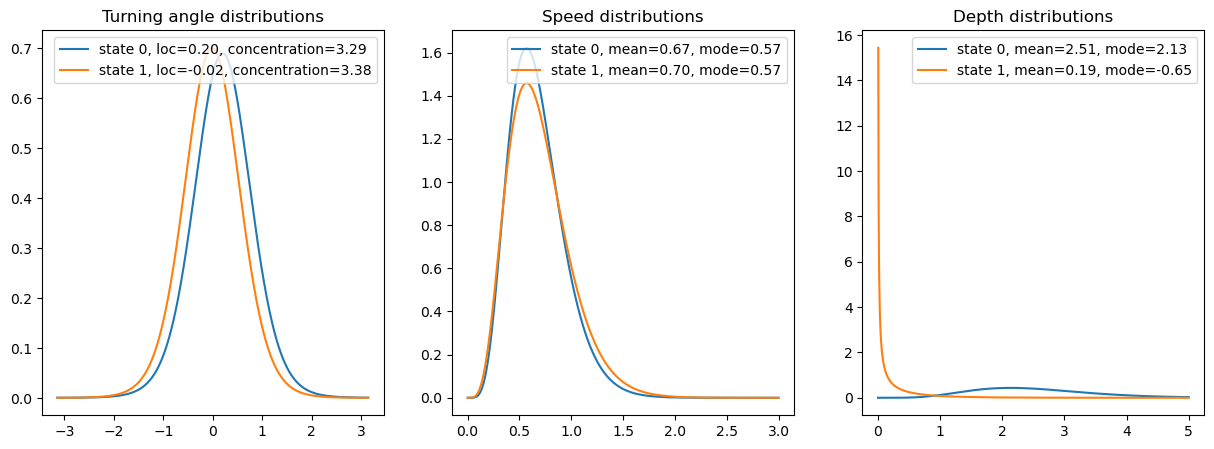 Turning angle distributions
state 0, loc=0.20, concentration=3.29
state 1, loc=-0.02, concentration=3.38
0.7
0.6
0.5
0.4
0.3
0.2
0.1
0.0
−3 −2 −1 0 1 2 3
Speed distributions
state 0, mean=0.67, mode=0.57
state 1, mean=0.70, mode=0.57
1.6
1.4
1.2
1.0
0.8
0.6
0.4
0.2
0.0
0.0 0.5 1.0 1.5 2.0 2.5 3.0
Depth distributions
state 0, mean=2.51, mode=2.13
state 1, mean=0.19, mode=-0.65
16
14
12
10
8
6
4
2
0
0 1 2 3 4 5